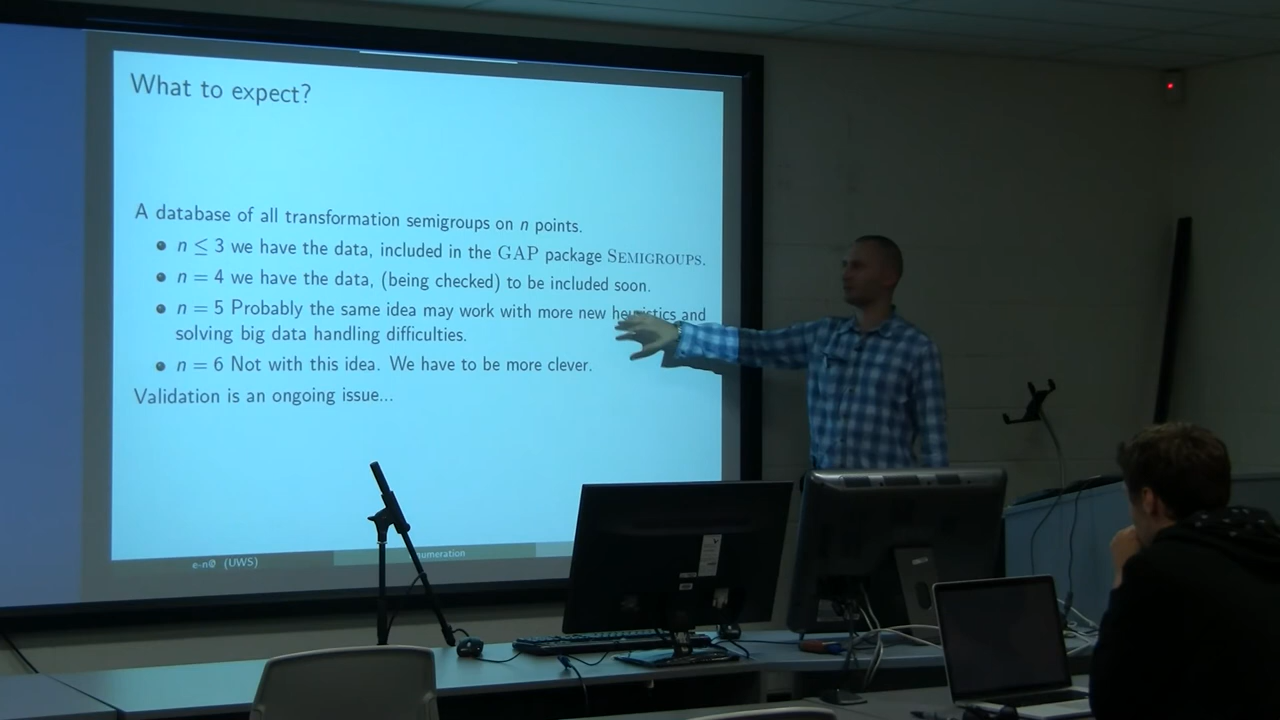 What to expect?
A database of all transformation semigroups on n points.
n ≤ 3 we have the data, included in the GAP package SEMIGROUPS.
n = 4 we have the data, (being checked) to be included soon.
n = 5 Probably the same idea may work with more new heuristics and
solving big data handling difficulties.
n = 6 Not with this idea. We have to be more clever.
Validation is an ongoing issue...
(UWS)